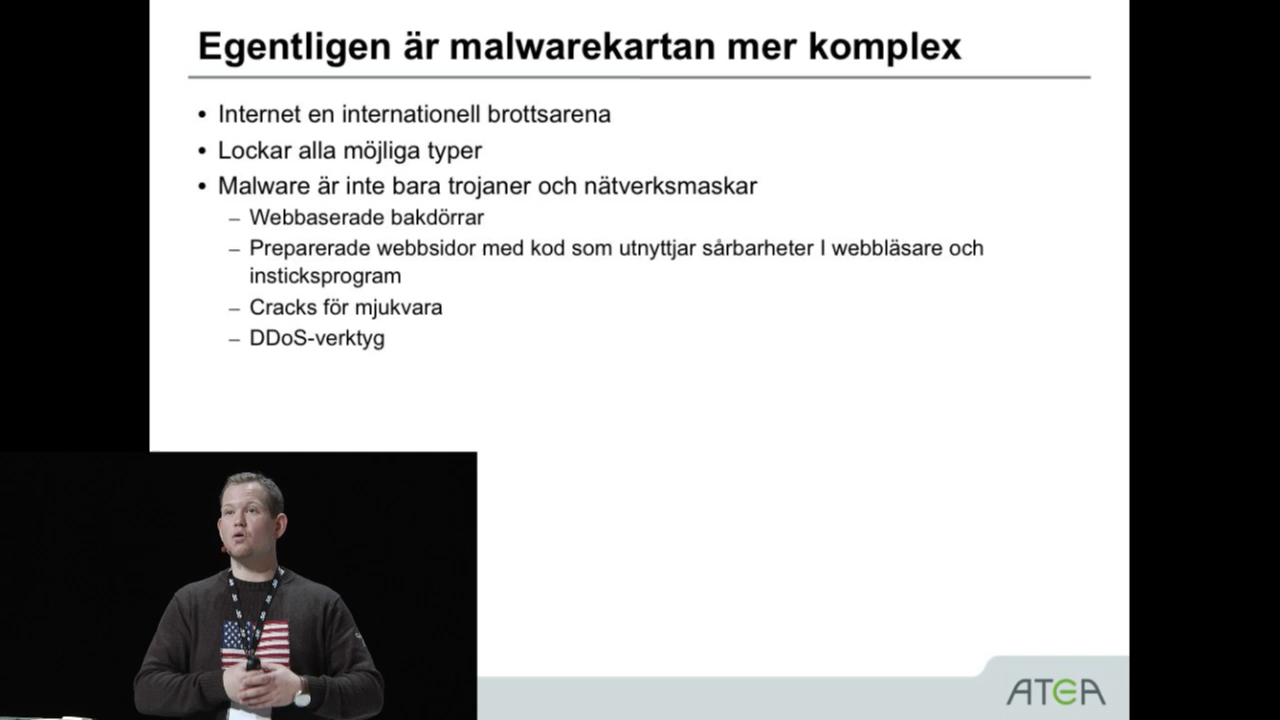 Egentligen är malwarekartan mer komplex
• Internet en internationell brottsarena
• Lockar alla möjliga typer
• Malware är inte bara trojaner och nätverksmaskar
– Webbaserade bakdörrar
– Preparerade webbsidor med kod som utnyttjar sårbarheter I webbläsare och
insticksprogram
– Cracks för mjukvara
– DDoS-verktyg
ATEA